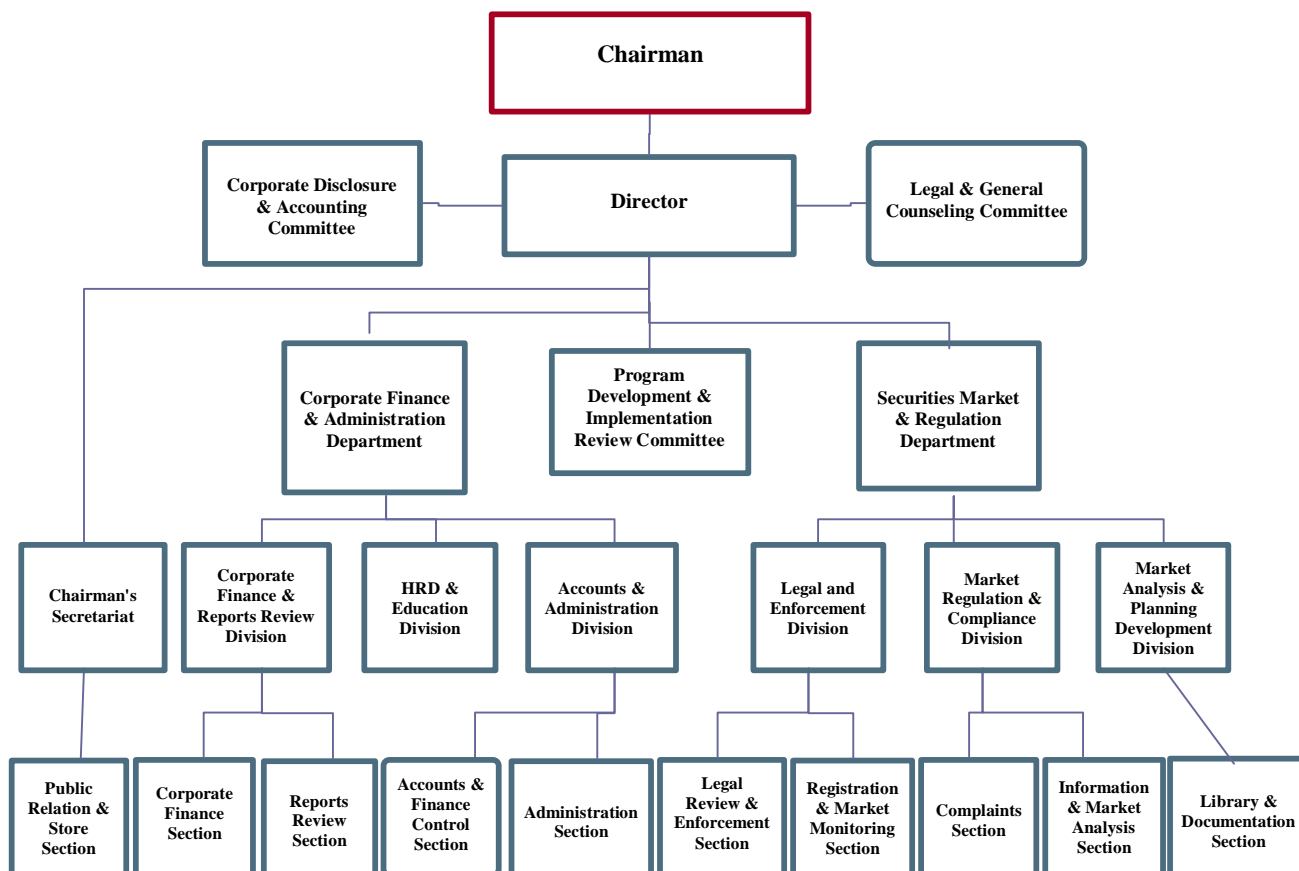 Chairman
Corporate Disclosure
& Accounting
Committee
Director
Legal & General
Counseling Committee
Corporate Finance
& Administration
Department
Program
Development &
Implementation
Review Committee
Securities Market
& Regulation
Department
Chairman's
Secretariat
Corporate
Finance &
Reports Review
Division
HRD &
Education
Division
Accounts &
Administration
Division
Legal and
Enforcement
Division
Market
Regulation &
Compliance
Division
Market
Analysis &
Planning
Development
Division
Public
Relation &
Store
Section
Corporate
Finance
Section
Reports
Review
Section
Accounts &
Finance
Control
Section
Administration
Section
Legal
Review &
Enforcement
Section
Registration
& Market
Monitoring
Section
Complaints
Section
Information
& Market
Analysis
Section
Library &
Documentation
Section